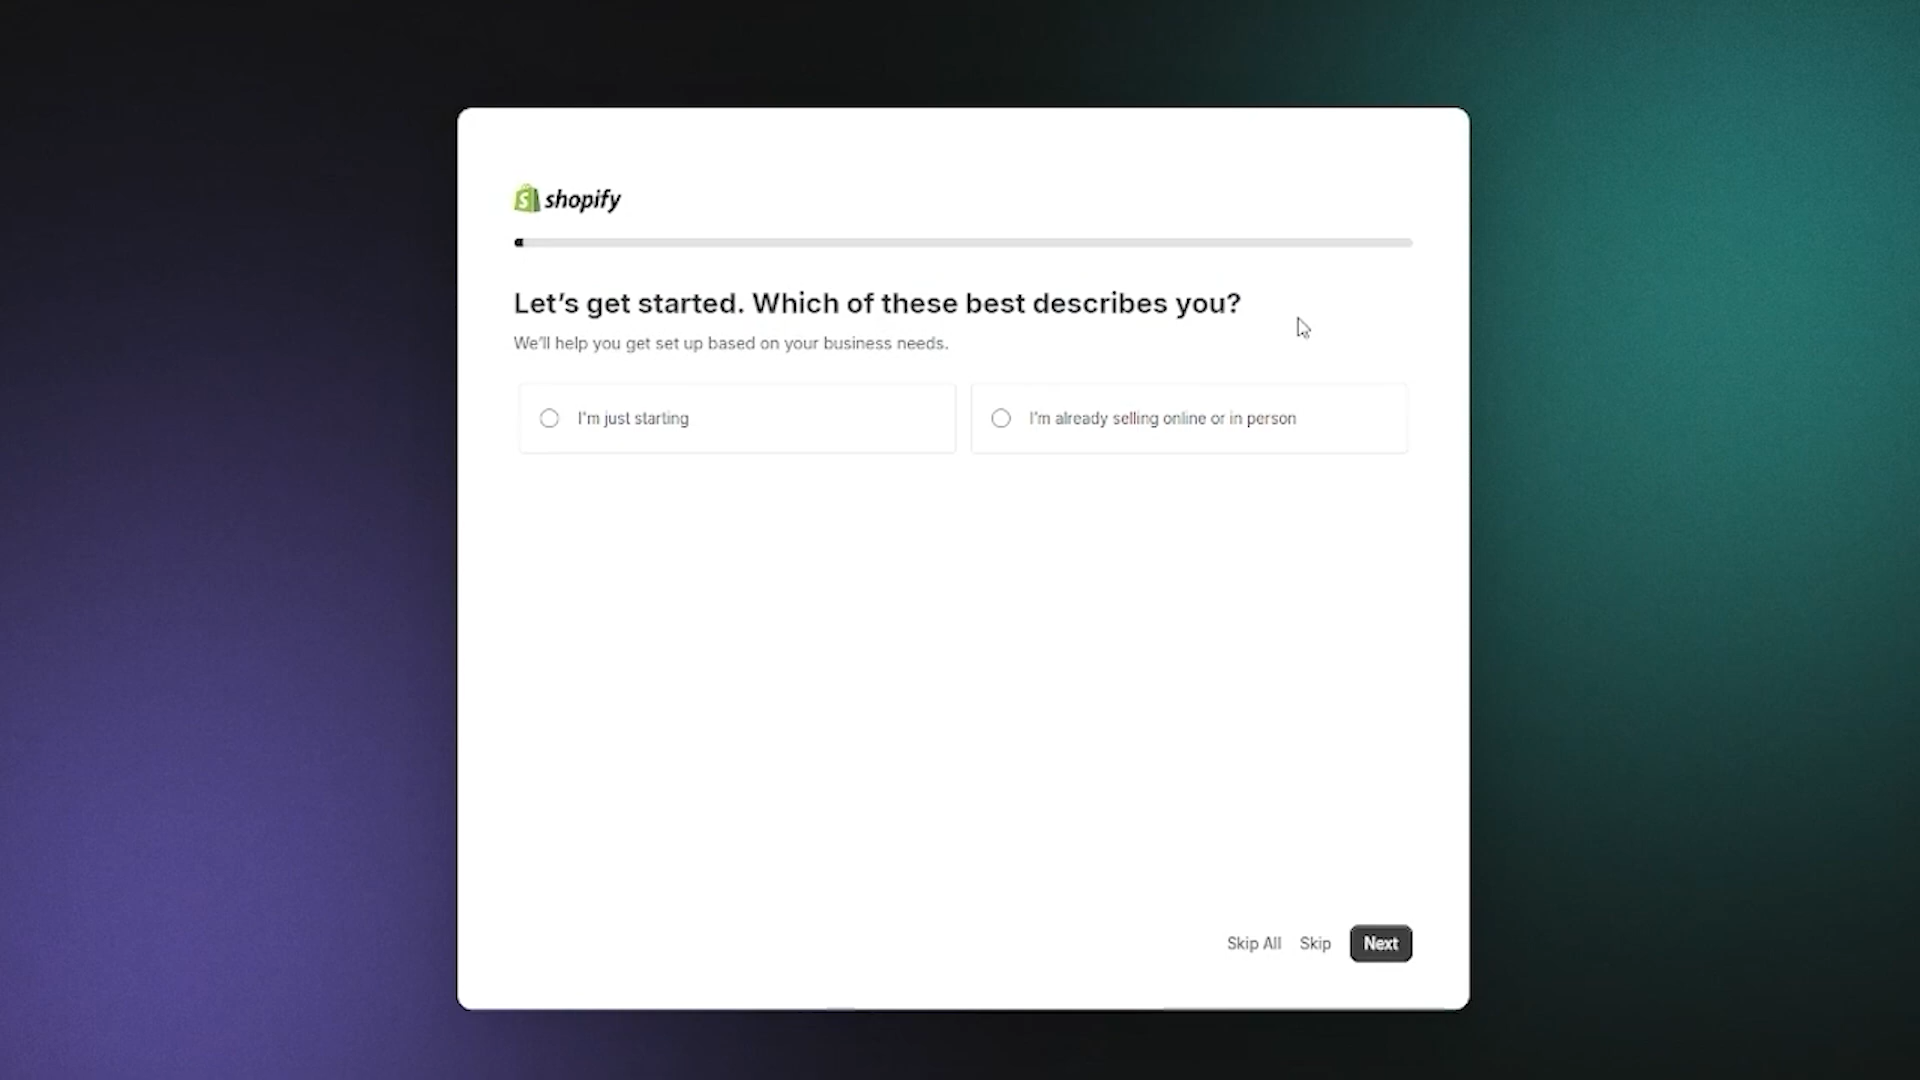 shopify
Let’s get started. Which of these best describes you?
We’ll help you get set up based on your business needs.
I’m just starting
I’m already selling online or in person
Skip All
Skip
Next